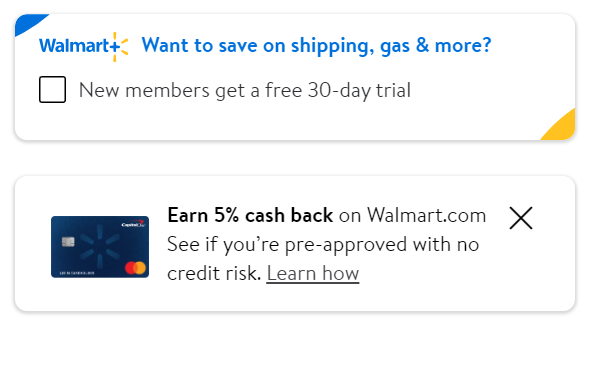 Walmart+ Want to save on shipping, gas & more?
New members get a free 30-day trial
Earn 5% cash back on Walmart.com
See if you’re pre-approved with no
credit risk. Learn how
Capital One